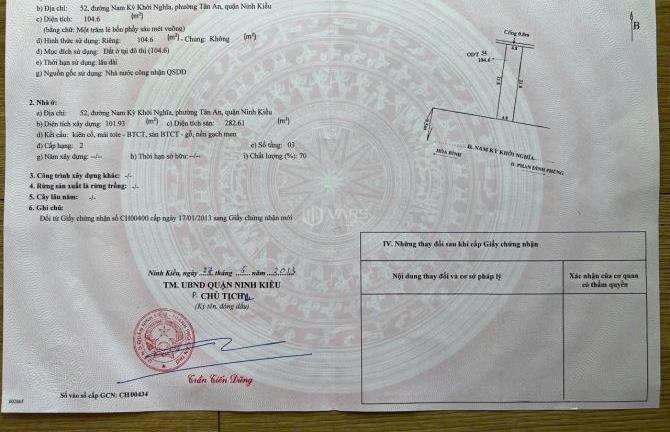 b) Địa chỉ: 52, đường Nam Kỳ Khởi Nghĩa, phường Tân An, quận Ninh Kiều
c) Diện tích: 104.6 (m²)
(bằng chữ: Một trăm lẻ bốn phẩy sáu mét vuông)
d) Hình thức sử dụng: Riêng: 104.6 (m²) - Chung: Không (m²)
đ) Mục đích sử dụng: Đất ở tại đô thị (104.6)
e) Thời hạn sử dụng: lâu dài
g) Nguồn gốc sử dụng: Nhà nước công nhận QSDĐ
2. Nhà ở:
a) Địa chỉ: 52, đường Nam Kỳ Khởi Nghĩa, phường Tân An, quận Ninh Kiều
b) Diện tích xây dựng: 101.93 (m²) c) Diện tích sàn: 282.61 (m²)
d) Kết cấu: kiên cố, mái tole - BTCT, sàn BTCT - gỗ, nền gạch men
đ) Cấp hạng: 2 e) Số tầng: 03
g) Năm xây dựng: -/- h) Thời hạn sở hữu: -/- i) Chất lượng (%): 70
3. Công trình xây dựng khác: -/-
4. Rừng sản xuất là rừng trồng: -/-
5. Cây lâu năm: -/-
6. Ghi chú:
Đổi từ Giấy chứng nhận số CH00400 cấp ngày 17/01/2013 sang Giấy chứng nhận mới
Ninh Kiều, ngày 27 tháng 5 năm 2013
TM. UBND QUẬN NINH KIỀU
P. CHỦ TỊCH
(Ký tên, đóng dấu)
Trần Tiến Dũng
Số vào sổ cấp GCN: CH00434
B
Cống 0.8m
ODT
104.6
4.8
Đ. NAM KỲ KHỞI NGHĨA
HÒA BÌNH
Đ. PHAN ĐÌNH PHÙNG
VARS
IV. Những thay đổi sau khi cấp Giấy chứng nhận
Nội dung thay đổi và cơ sở pháp lý
Xác nhận của cơ quan
có thẩm quyền